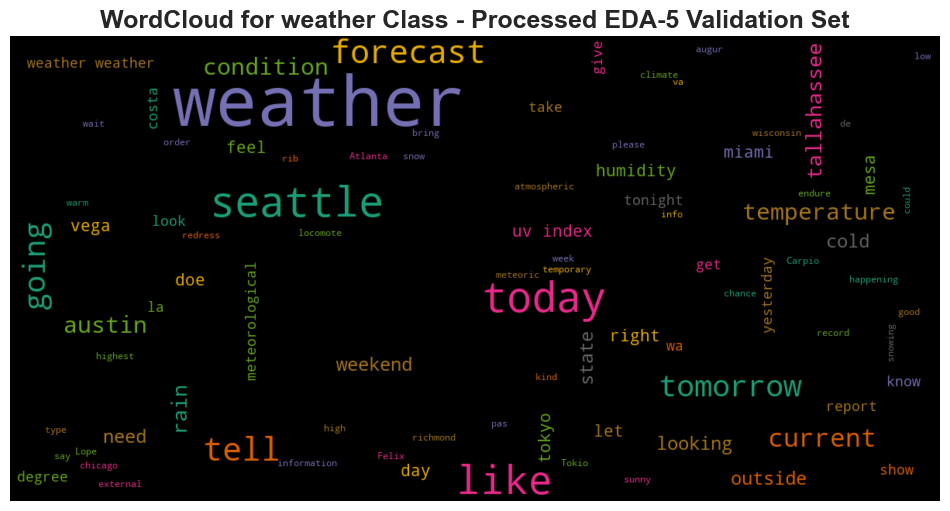 WordCloud for weather Class - Processed EDA-5 Validation Set
forecast
give
augur
low
weather weather
condition
climate
va
tallahassee
weather
costa
take
wait
bring
wisconsin
de
order
feel
rib
Atlanta
snow
please
miami
humidity
mesa
atmospheric
endure
could
seattle
warm
tonight
info
temperature
vega
look
redress
locomote
uv index
cold
going
week
meteoric
temporary
get
Carpio
yesterday
happening
doe
meteorological
today
chance
la
austin
good
right
record
snowing
highest
state
wa
weekend
kind
tomorrow
know
rain
report
type
need
high
richmond
pas
tokyo
let
looking
current
say
Lope
tell
chicago
information
Felix
day
Tokio
degree
external
like
sunny
outside
show